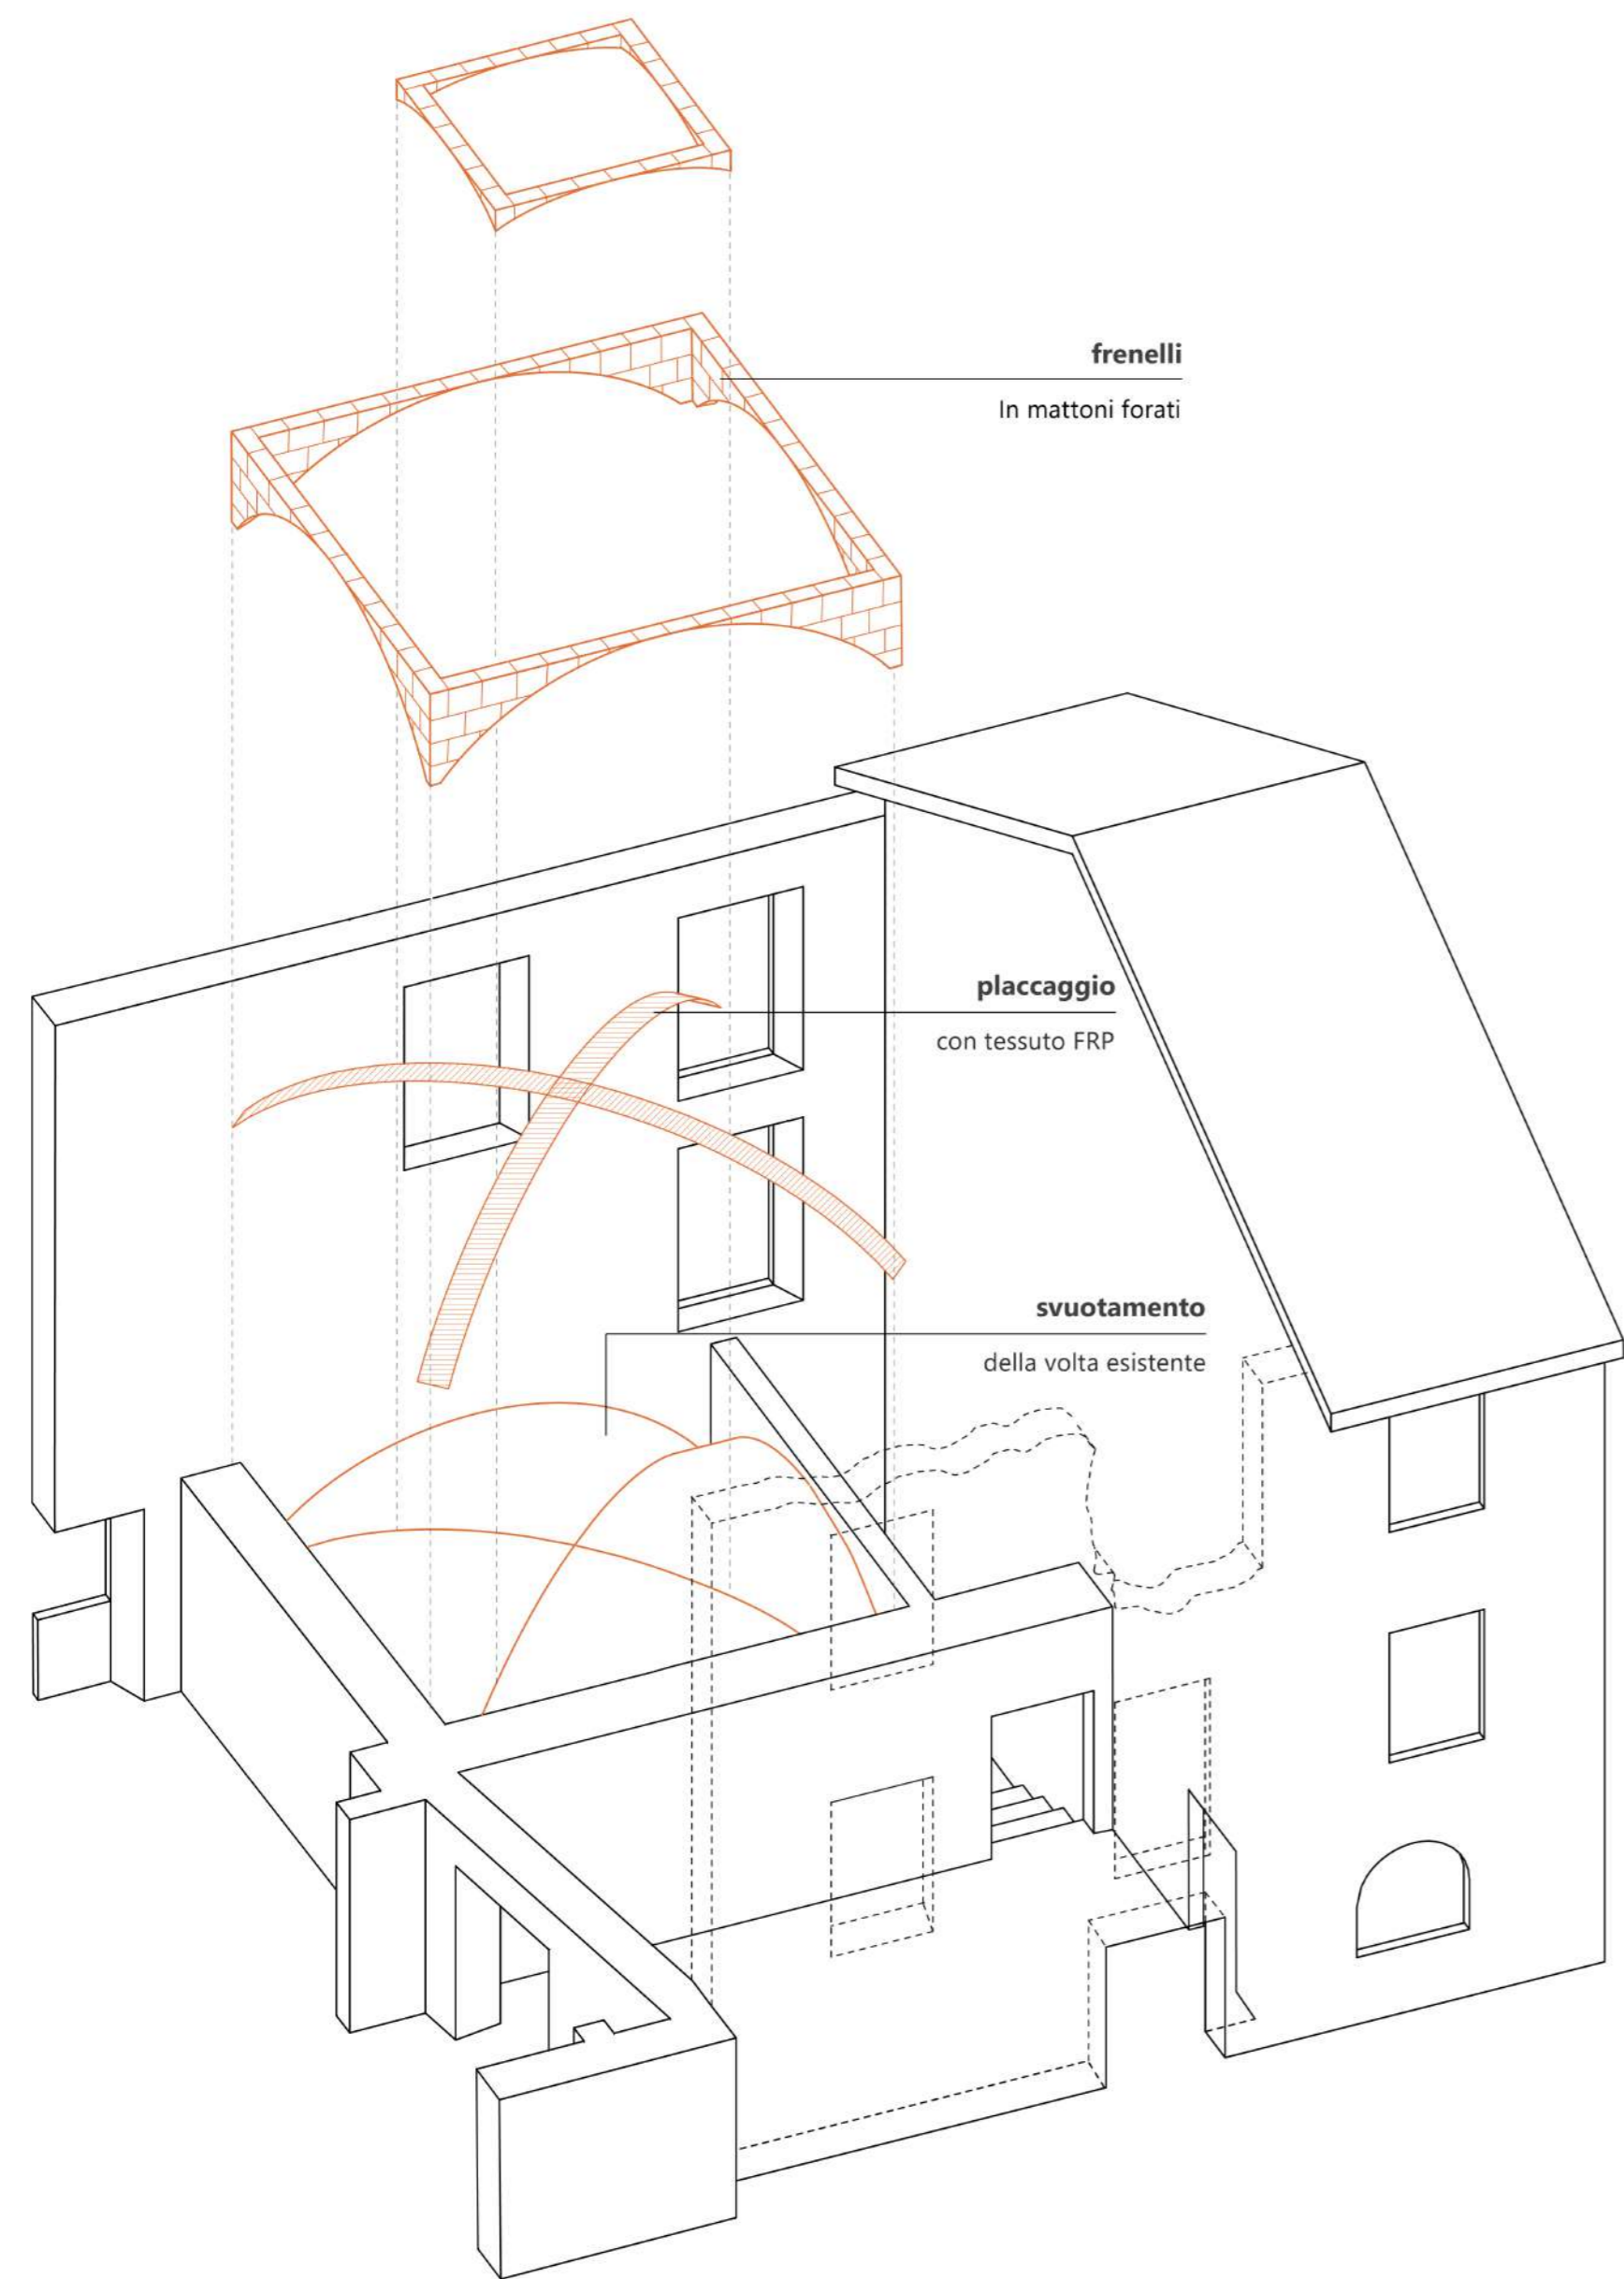 frenelli
In mattoni forati
placcaggio
con tessuto FRP
svuotamento
della volta esistente